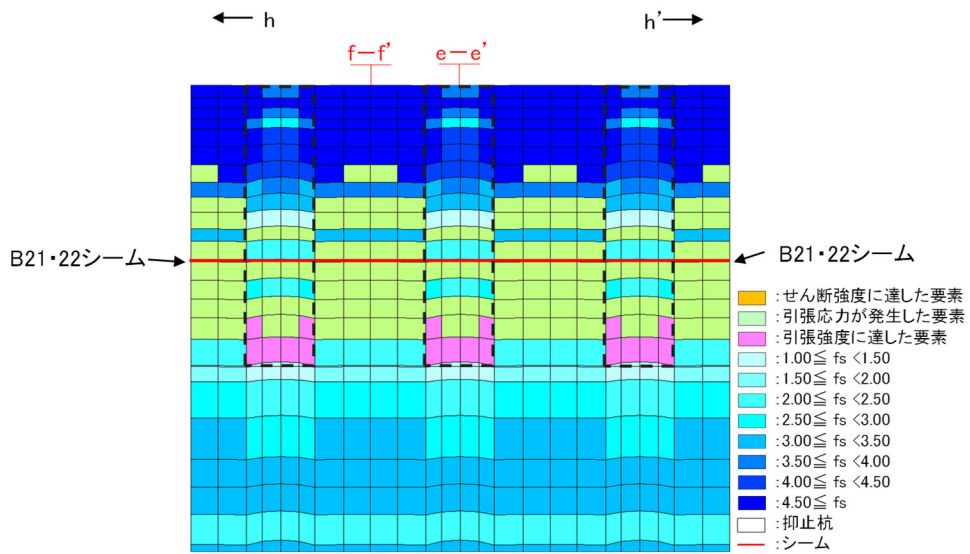 h h'
f－f' e－e'
B21・22シーム
B21・22シーム
:せん断強度に達した要素
:引張応力が発生した要素
:引張強度に達した要素
:1.00≦ fs <1.50
:1.50≦ fs <2.00
:2.00≦ fs <2.50
:2.50≦ fs <3.00
:3.00≦ fs <3.50
:3.50≦ fs <4.00
:4.00≦ fs <4.50
:4.50≦ fs
:抑止杭
:シーム